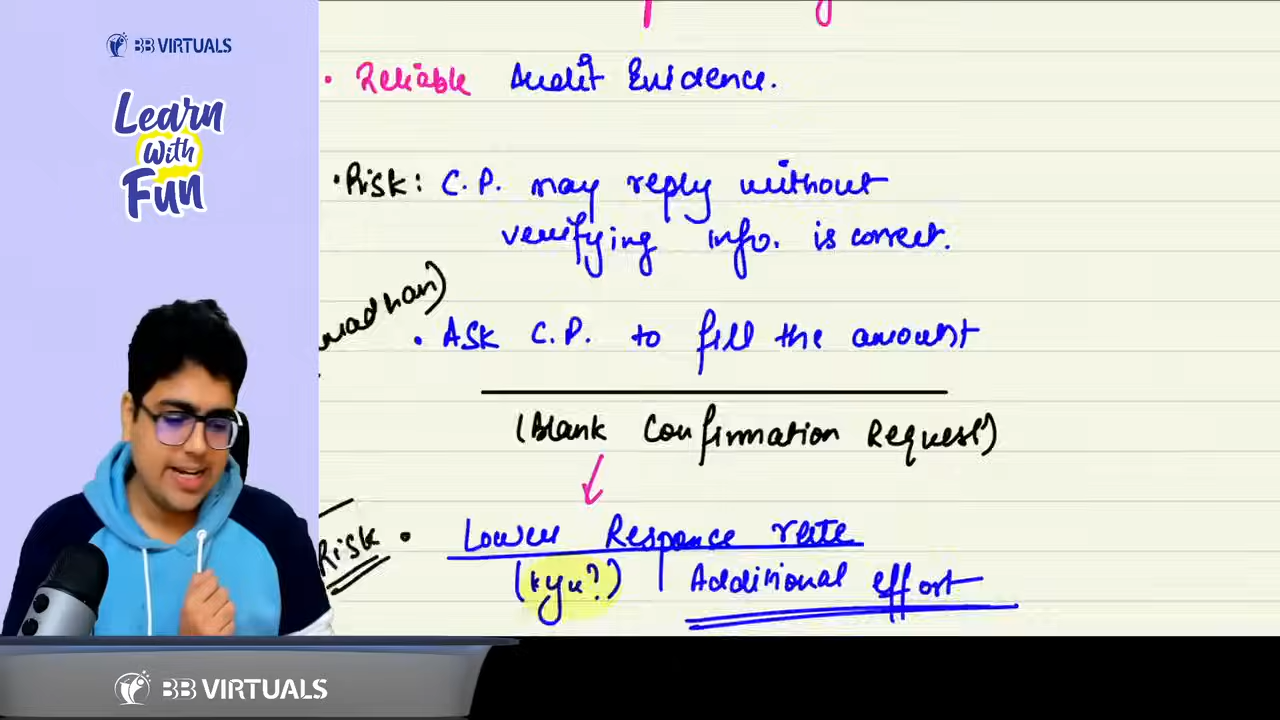 BB VIRTUALS
Learn
With
Fun
• Reliable Audit Evidence.
• Risk: C.P. may reply without
verifying info. is correct.
• Ask C.P. to fill the amount
(Blank Confirmation Request)
Risk • Lower Responce rate
(kyu?) | Additional effort
BB VIRTUALS